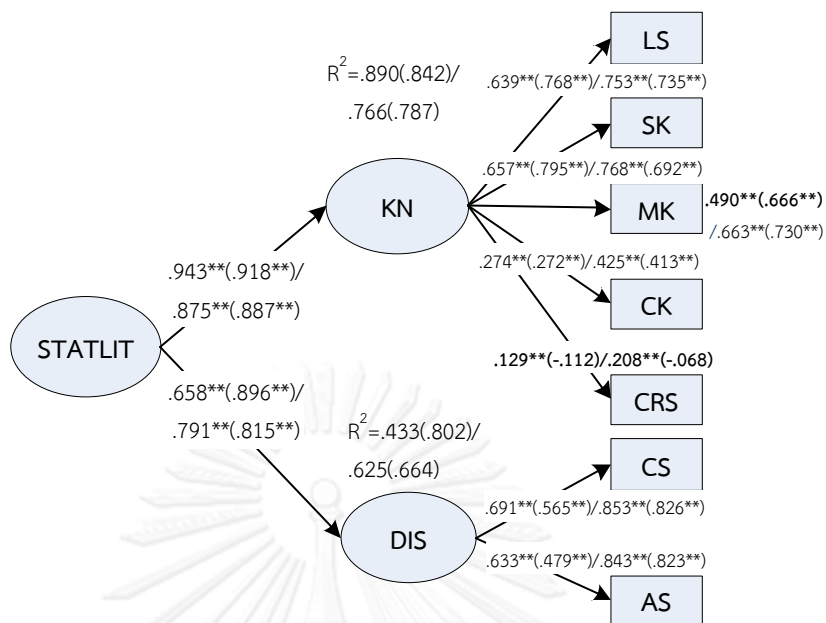 LS
R²=.890(.842)/
.766(.787)
.639**(.768**)/.753**(.735**)
SK
.657**(.795**)/.768**(.692**)
KN
MK
.490**(.666**)
/.663**(.730**)
.943**(.918**)/
.875**(.887**)
.274**(.272**)/.425**(.413**)
CK
STATLIT
.129**(-.112)/.208**(-.068)
CRS
.658**(.896**)/
.791**(.815**)
R²=.433(.802)/
.625(.664)
CS
.691**(.565**)/.853**(.826**)
DIS
.633**(.479**)/.843**(.823**)
AS